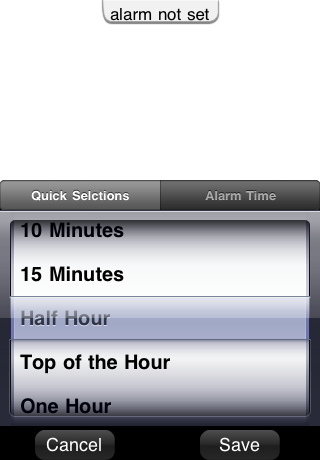 alarm not set
Quick Selctions
Alarm Time
10 Minutes
15 Minutes
Half Hour
Top of the Hour
One Hour
Cancel
Save